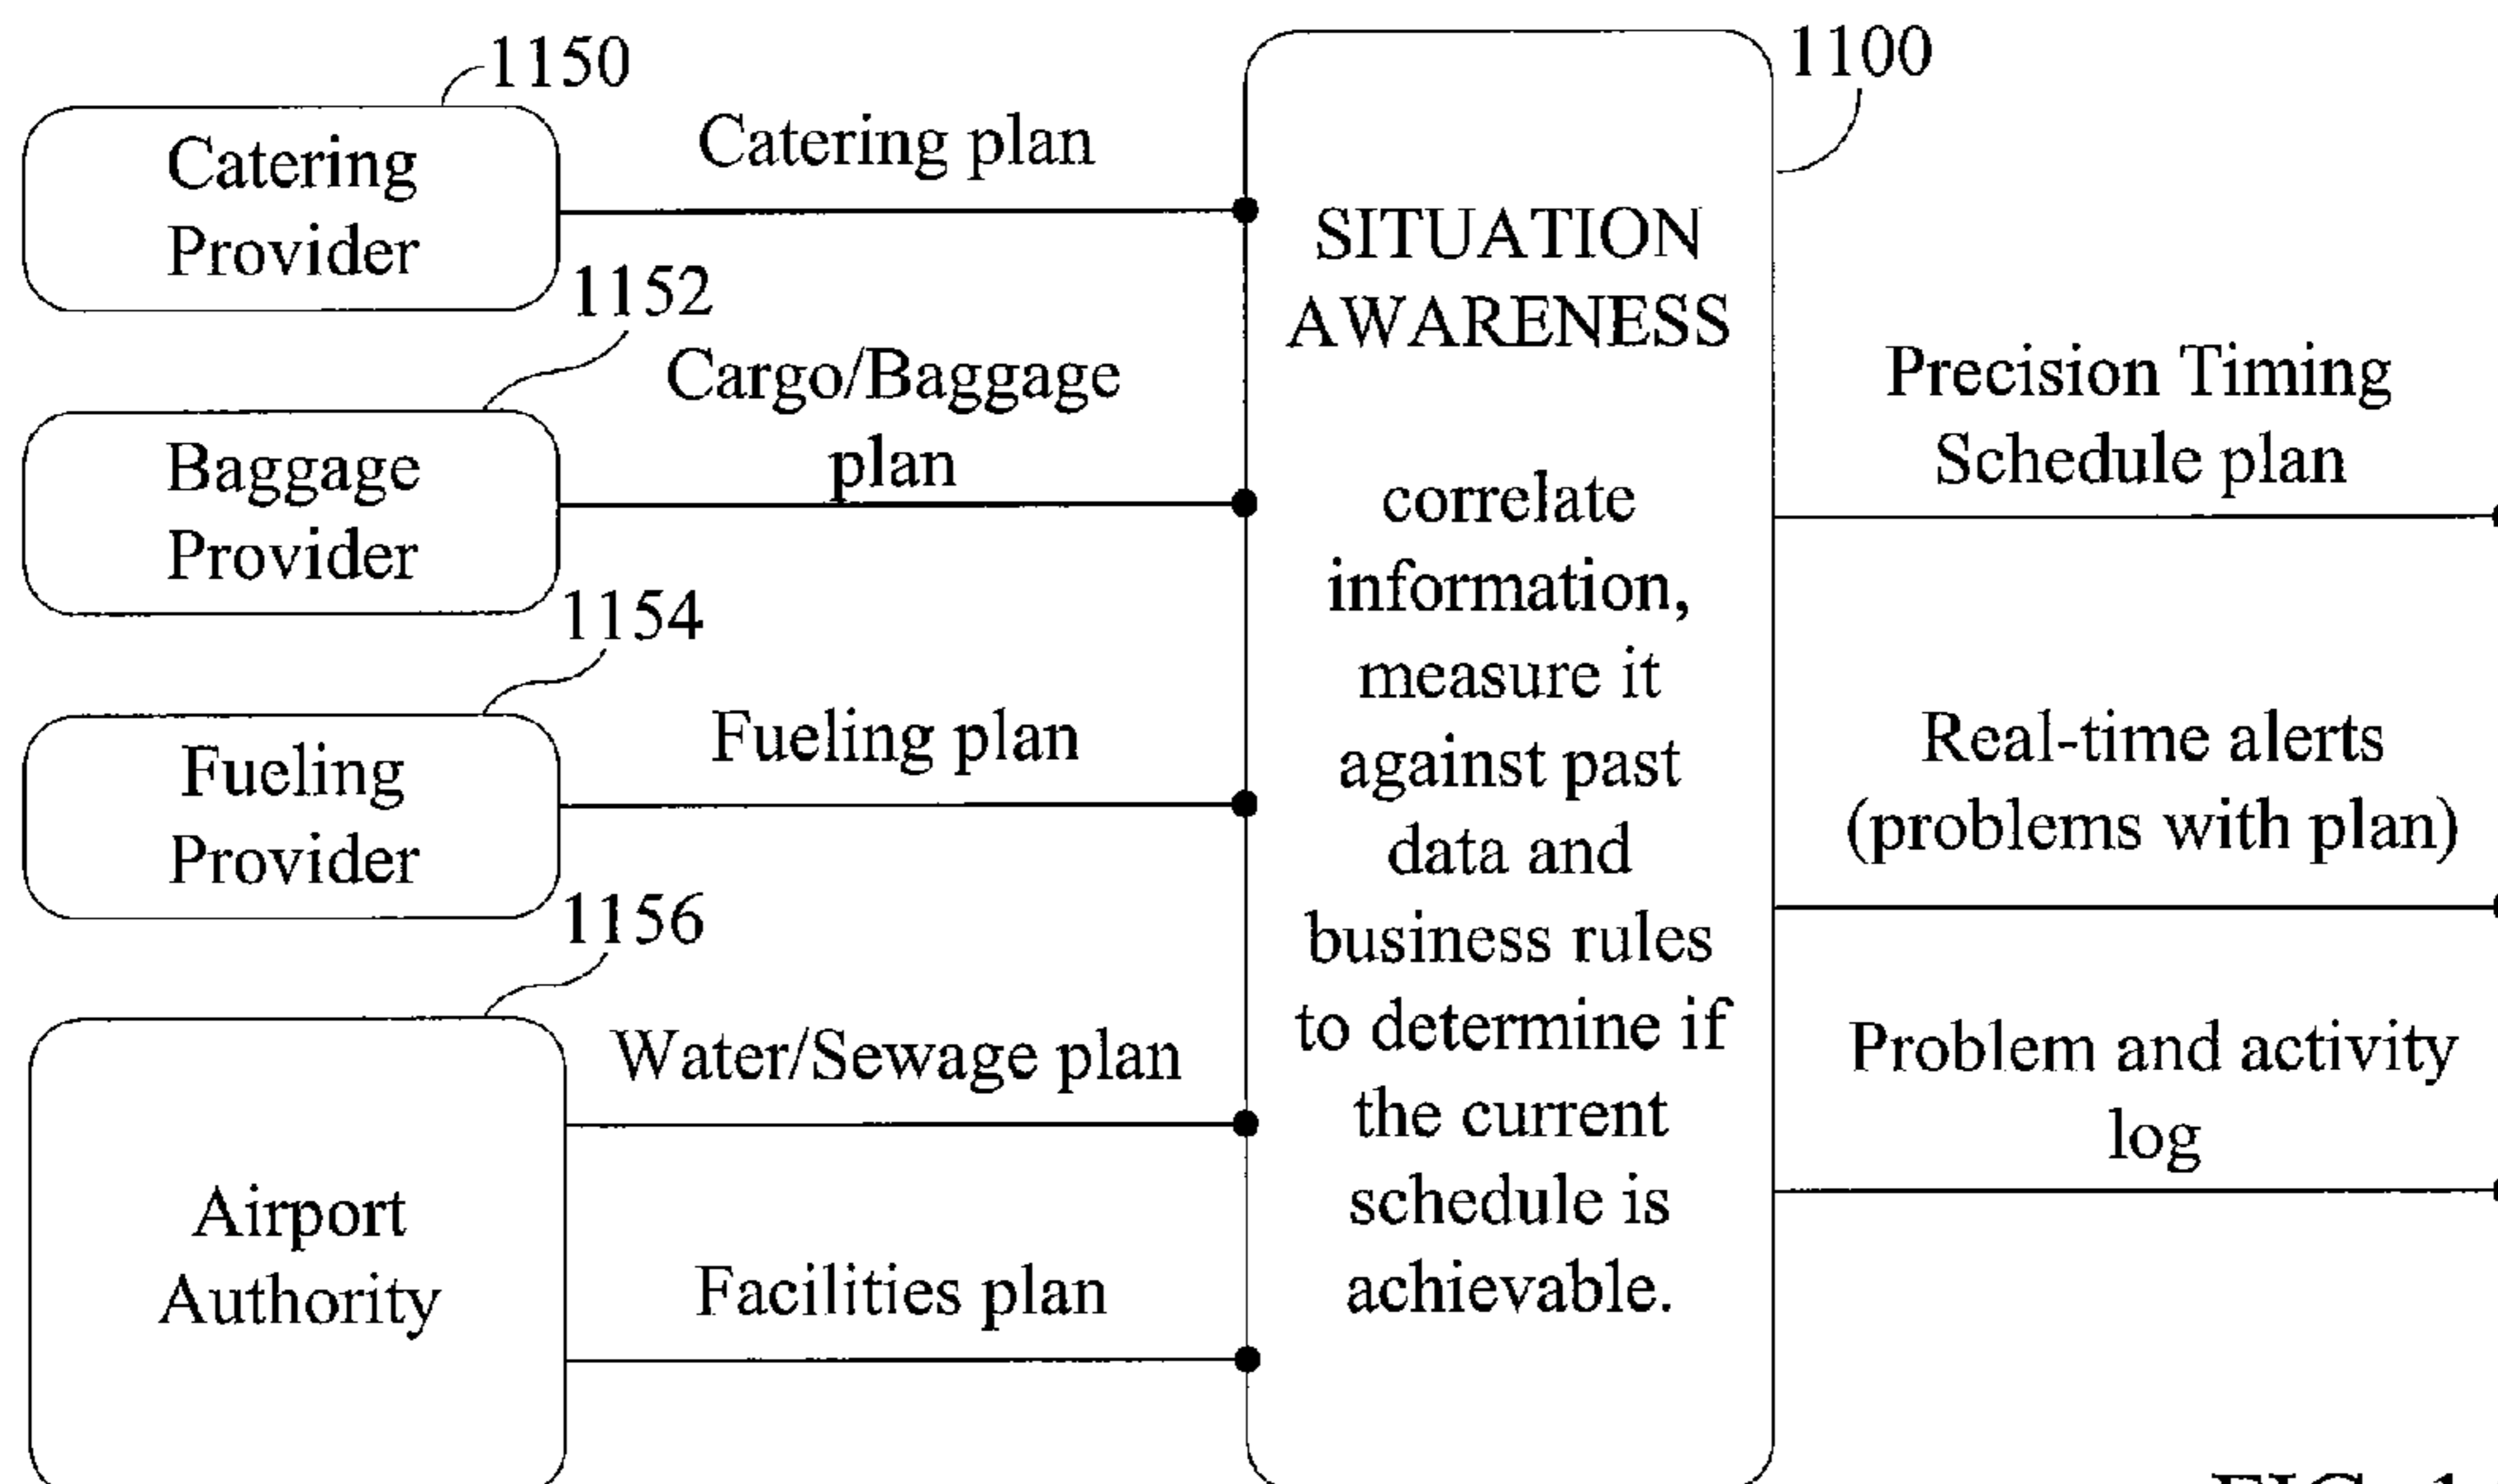 1150
Catering
Provider
Catering plan
1152
Baggage
Provider
Cargo/Baggage
plan
1154
Fueling
Provider
Fueling plan
1156
Airport
Authority
Water/Sewage plan
Facilities plan
1100
SITUATION
AWARENESS
correlate
information,
measure it
against past
data and
business rules
to determine if
the current
schedule is
achievable.
Precision Timing
Schedule plan
Real-time alerts
(problems with plan)
Problem and activity
log